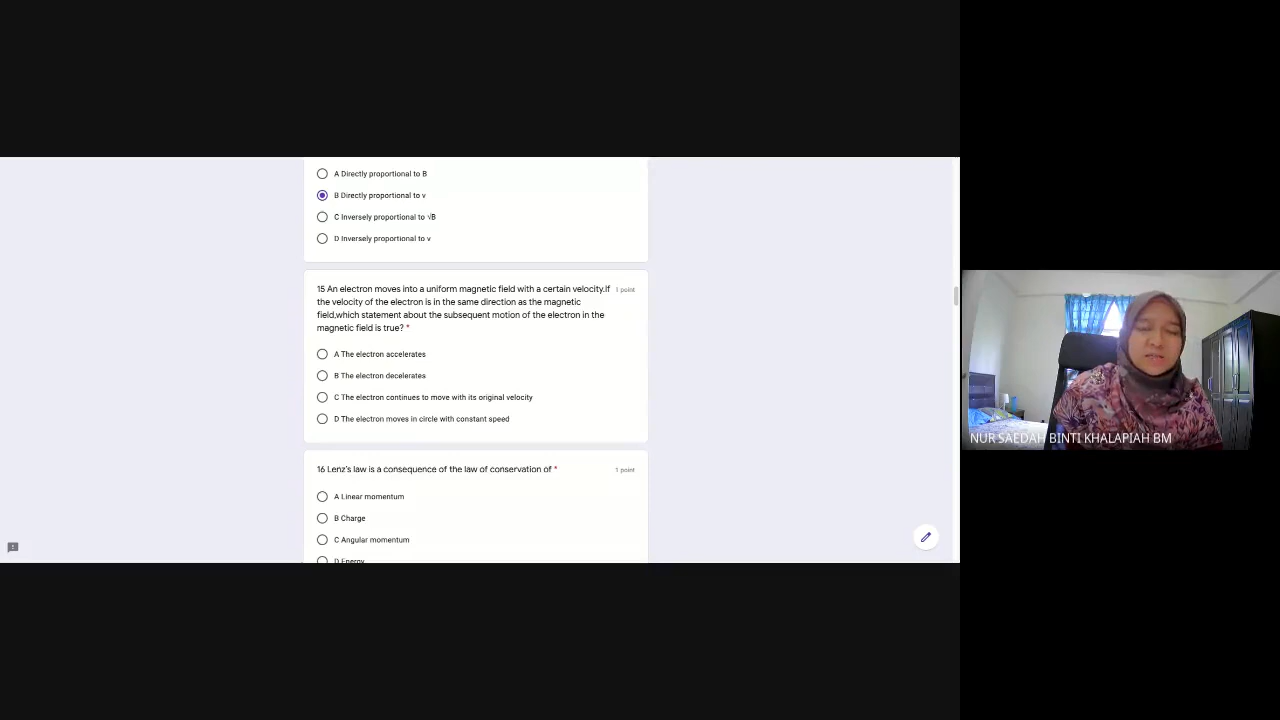 A Directly proportional to B
B Directly proportional to v
C Inversely proportional to √B
D Inversely proportional to v
15 An electron moves into a uniform magnetic field with a certain velocity.If 1 point
the velocity of the electron is in the same direction as the magnetic
field,which statement about the subsequent motion of the electron in the
magnetic field is true? *
A The electron accelerates
B The electron decelerates
C The electron continues to move with its original velocity
D The electron moves in circle with constant speed
16 Lenz's law is a consequence of the law of conservation of * 1 point
A Linear momentum
B Charge
C Angular momentum
D Energy
NUR SAEDAH BINTI KHALAPIAH BM